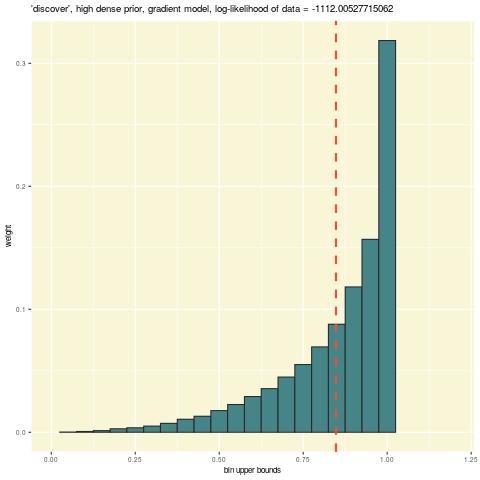 'discover', high dense prior, gradient model, log-likelihood of data = -1112.00527715062
0.3
0.2
0.1
0.0
weight
0.00 0.25 0.50 0.75 1.00 1.25
bin upper bounds